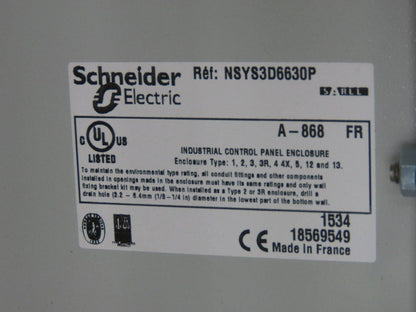 Schneider Electric
Réf: NSYS3D6630P
SAREL
A-868 FR
C UL US
LISTED
INDUSTRIAL CONTROL PANEL ENCLOSURE
Enclosure Type: 1, 2, 3, 3R, 4 4X, 5, 12 and 13.
To maintain the environmental type rating, all conduit fittings and other components
installed in openings made in the enclosure must have its same ratings and only wall
fixing bracket kit may be used. When installed as a Type 2 or 3R enclosure, drill a
drain hole (3.2 - 6.4mm (1/8 -1/4 in) diameter in the lowest part of the bottom wall.
1534
18569549
CE Made in France